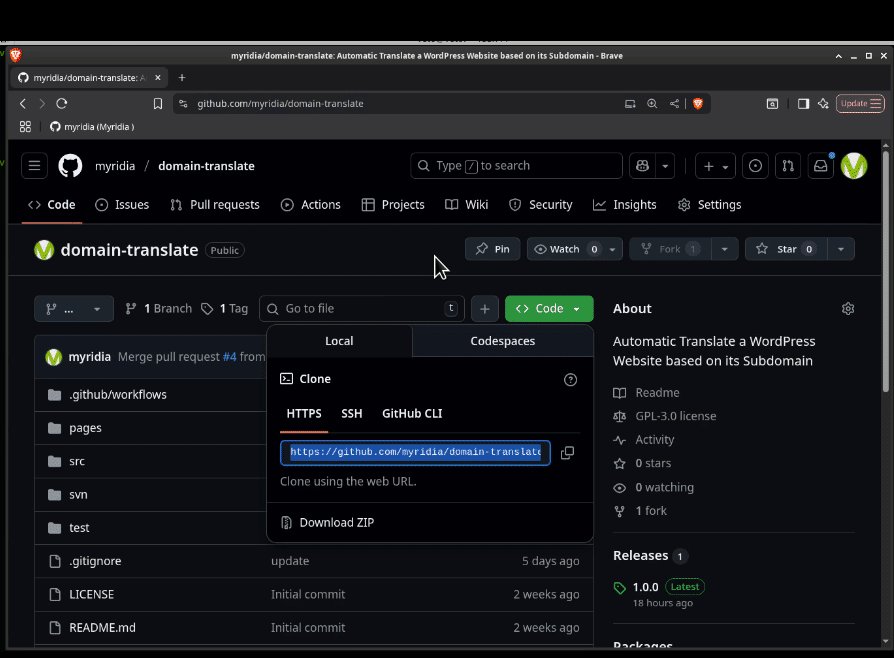 myridia/domain-translate: Automatic Translate a WordPress Website based on its Subdomain - Brave
myridia/domain-translate: A
github.com/myridia/domain-translate
Update
myridia (Myridia )
myridia / domain-translate
Type / to search
Code Issues Pull requests Actions Projects Wiki Security Insights Settings
domain-translate Public
Pin Watch 0 Fork 1 Star 0
... 1 Branch 1 Tag Go to file t Code
About
Automatic Translate a WordPress
Website based on its Subdomain
Readme
GPL-3.0 license
Activity
0 stars
0 watching
1 fork
Releases 1
1.0.0 Latest
18 hours ago
Packages
Local Codespaces
Clone
HTTPS SSH GitHub CLI
https://github.com/myridia/domain-translate
Clone using the web URL.
Download ZIP
myridia Merge pull request #4 from
.github/workflows
pages
src
svn
test
.gitignore update 5 days ago
LICENSE Initial commit 2 weeks ago
README.md Initial commit 2 weeks ago